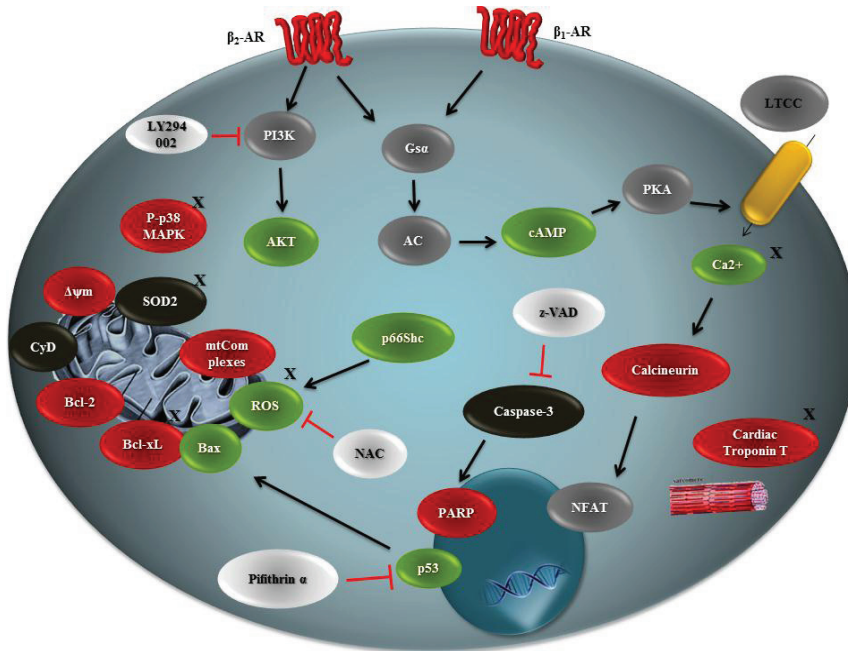 β2-AR
β1-AR
LTCC
LY294
002
PI3K
Gsα
PKA
P-p38
MAPK
X
AKT
AC
cAMP
Ca2+
X
Δψm
SOD2
X
z-VAD
CyD
mtCom
plexes
p66Shc
Calcineurin
X
Bcl-2
ROS
Caspase-3
X
Cardiac
Troponin T
X
Bcl-xL
Bax
NAC
PARP
NFAT
p53
Pifithrin α